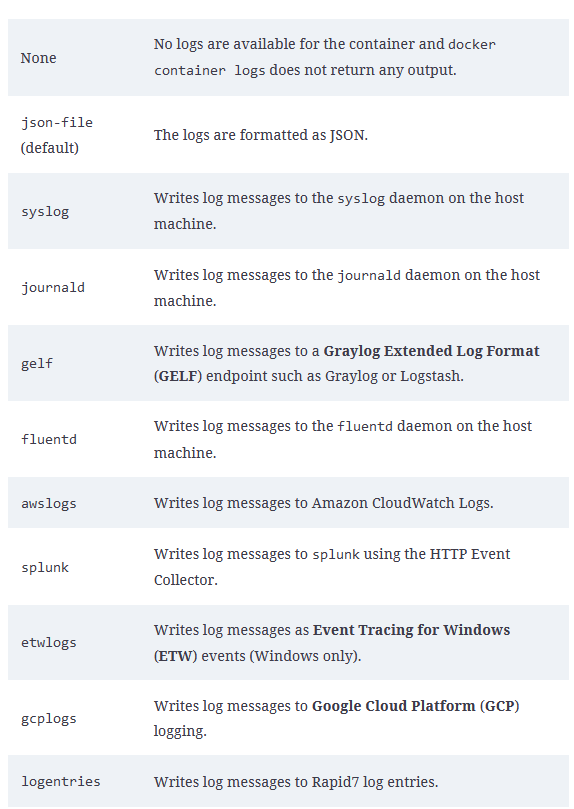 None
No logs are available for the container and docker
container logs does not return any output.
json-file
(default)
The logs are formatted as JSON.
syslog
Writes log messages to the syslog daemon on the host
machine.
journald
Writes log messages to the journald daemon on the host
machine.
gelf
Writes log messages to a Graylog Extended Log Format
(GELF) endpoint such as Graylog or Logstash.
fluentd
Writes log messages to the fluentd daemon on the host
machine.
awslogs
Writes log messages to Amazon CloudWatch Logs.
splunk
Writes log messages to splunk using the HTTP Event
Collector.
etwlogs
Writes log messages as Event Tracing for Windows
(ETW) events (Windows only).
gcplogs
Writes log messages to Google Cloud Platform (GCP)
logging.
logentries
Writes log messages to Rapid7 log entries.